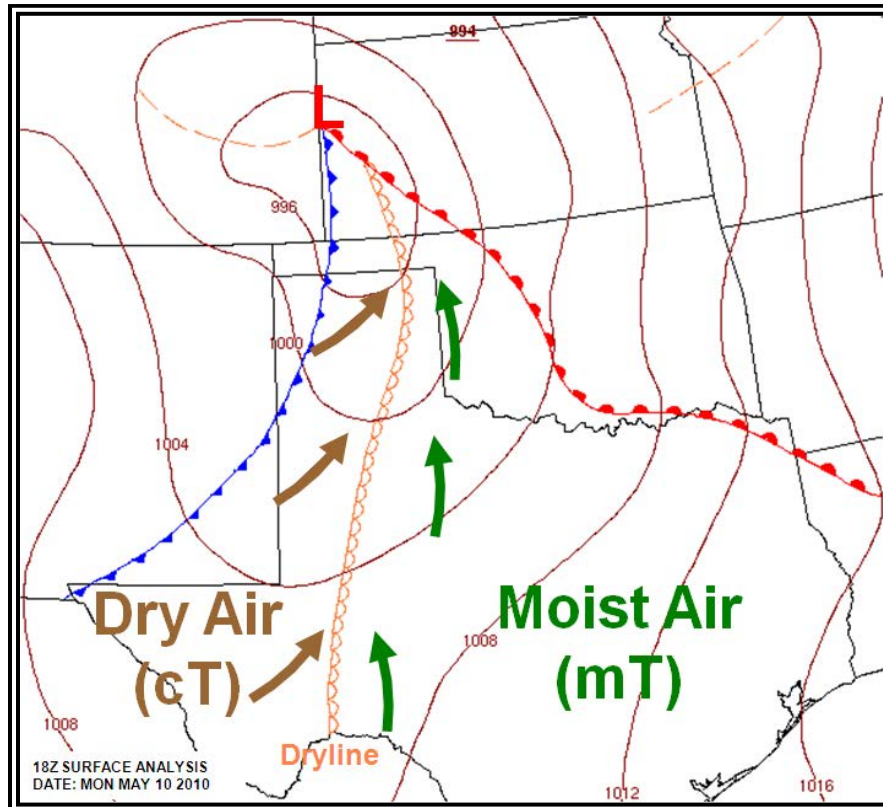 994
L
996
1000
1004
Dry Air
(cT)
Moist Air
(mT)
1008
1008
Dryline
18Z SURFACE ANALYSIS
DATE: MON MAY 10 2010
1012
1016